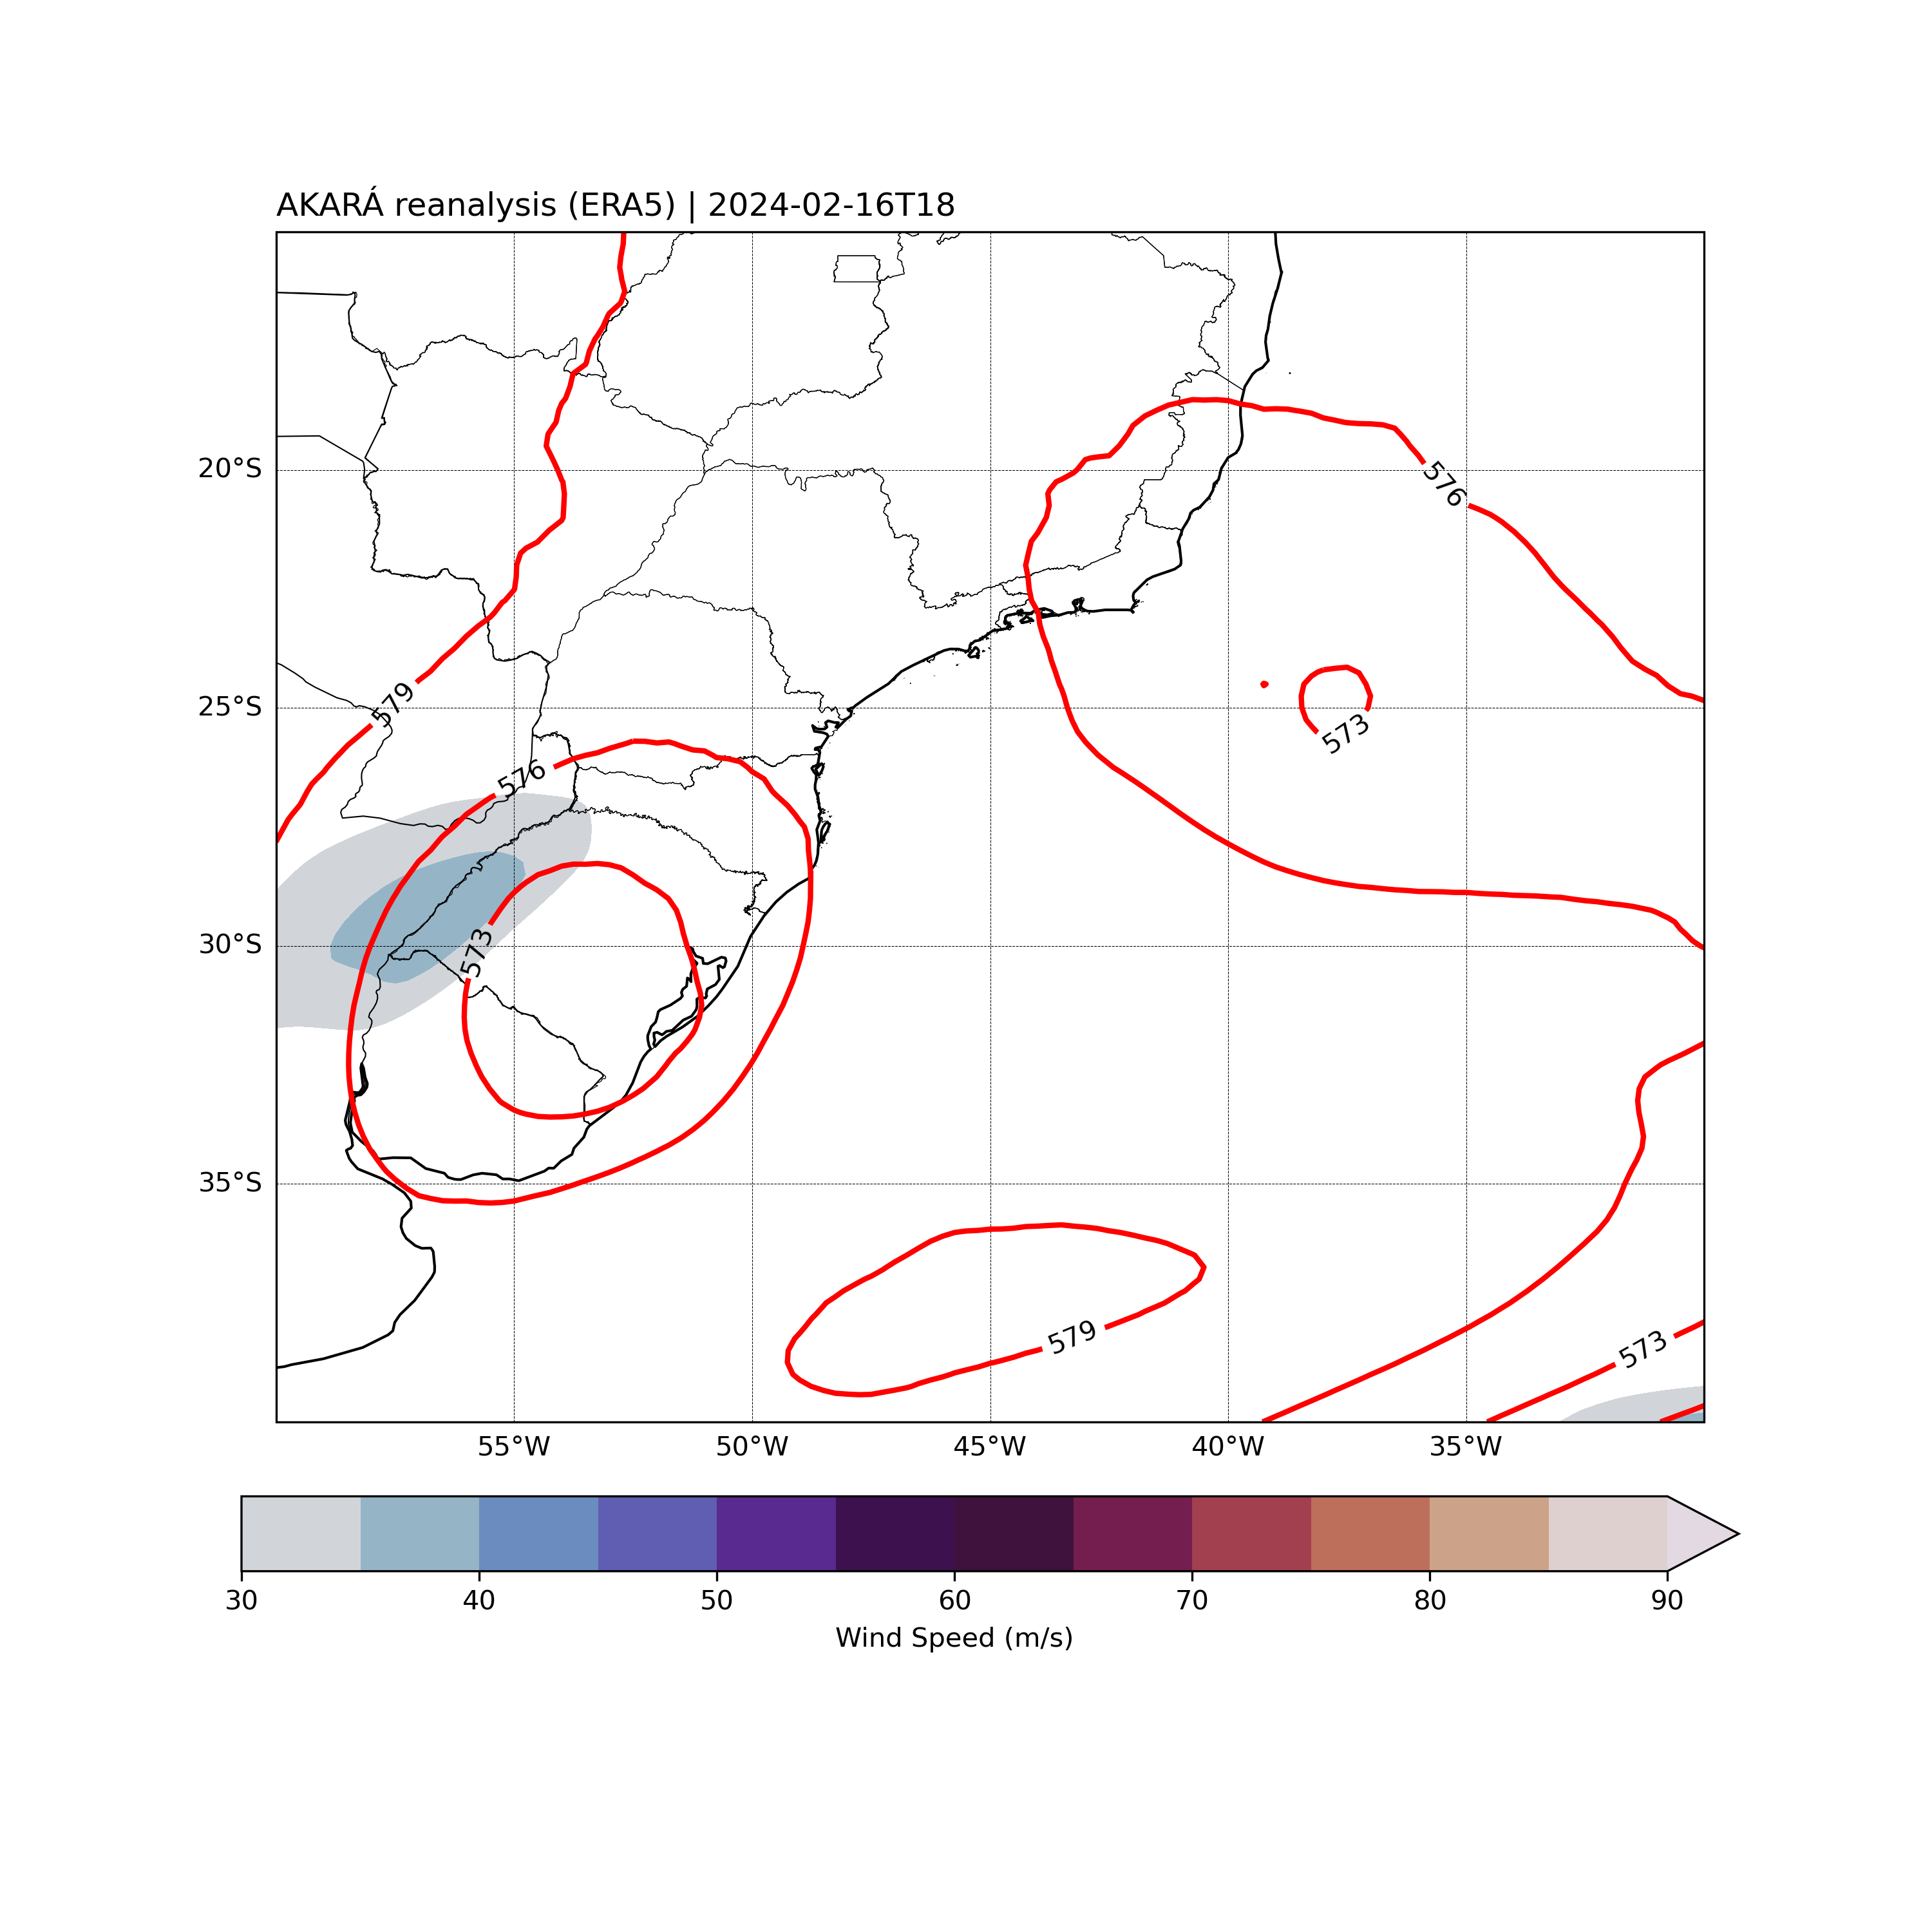 AKARÁ reanalysis (ERA5) | 2024-02-16T18
576
20°S
579
25°S
573
576
573
30°S
35°S
579
573
55°W 50°W 45°W 40°W 35°W
30 40 50 60 70 80 90
Wind Speed (m/s)